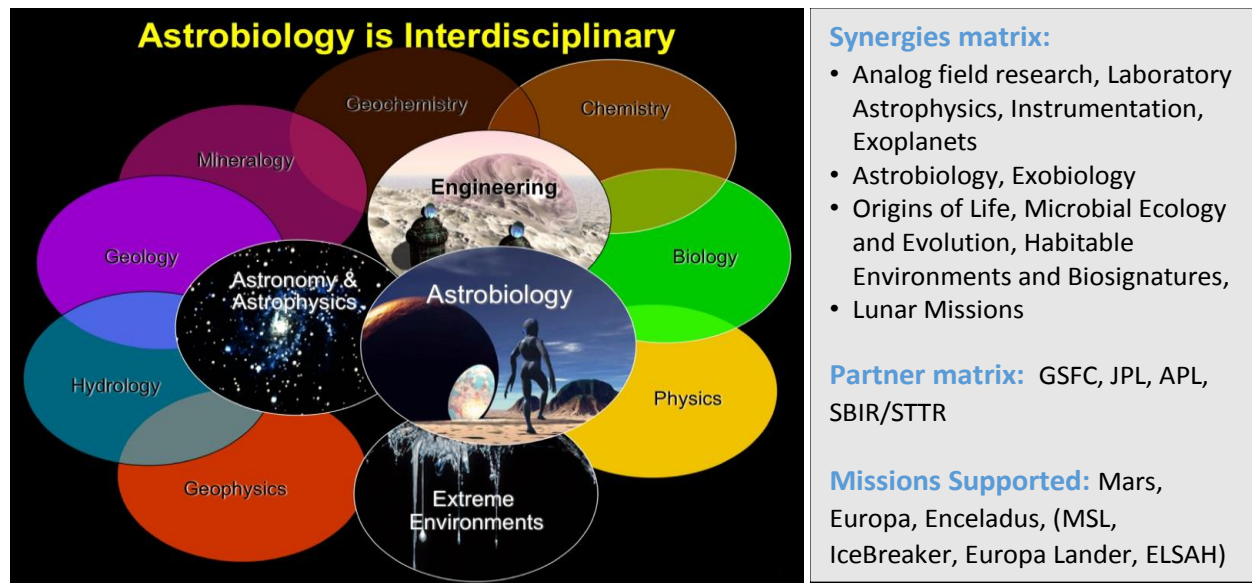 Astrobiology is Interdisciplinary
Geochemistry
Chemistry
Mineralogy
Engineering
Geology
Biology
Astronomy &
Astrophysics
Astrobiology
Hydrology
Physics
Geophysics
Extreme
Environments
Synergies matrix:
• Analog field research, Laboratory
Astrophysics, Instrumentation,
Exoplanets
• Astrobiology, Exobiology
• Origins of Life, Microbial Ecology
and Evolution, Habitable
Environments and Biosignatures,
• Lunar Missions
Partner matrix: GSFC, JPL, APL,
SBIR/STTR
Missions Supported: Mars,
Europa, Enceladus, (MSL,
IceBreaker, Europa Lander, ELSAH)